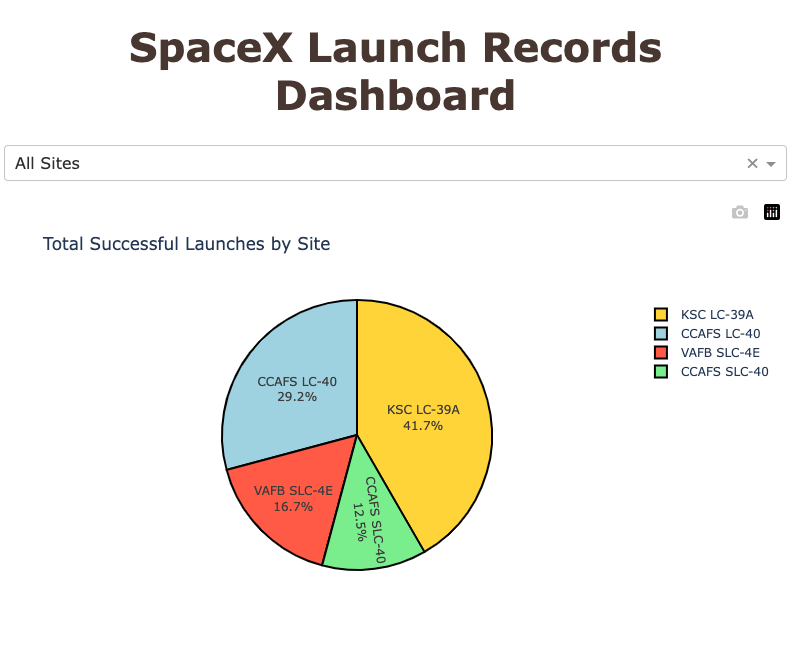 SpaceX Launch Records
Dashboard
All Sites
Total Successful Launches by Site
KSC LC-39A
CCAFS LC-40
VAFB SLC-4E
CCAFS SLC-40
CCAFS LC-40
29.2%
KSC LC-39A
41.7%
VAFB SLC-4E
16.7%
CCAFS SLC-40
12.5%